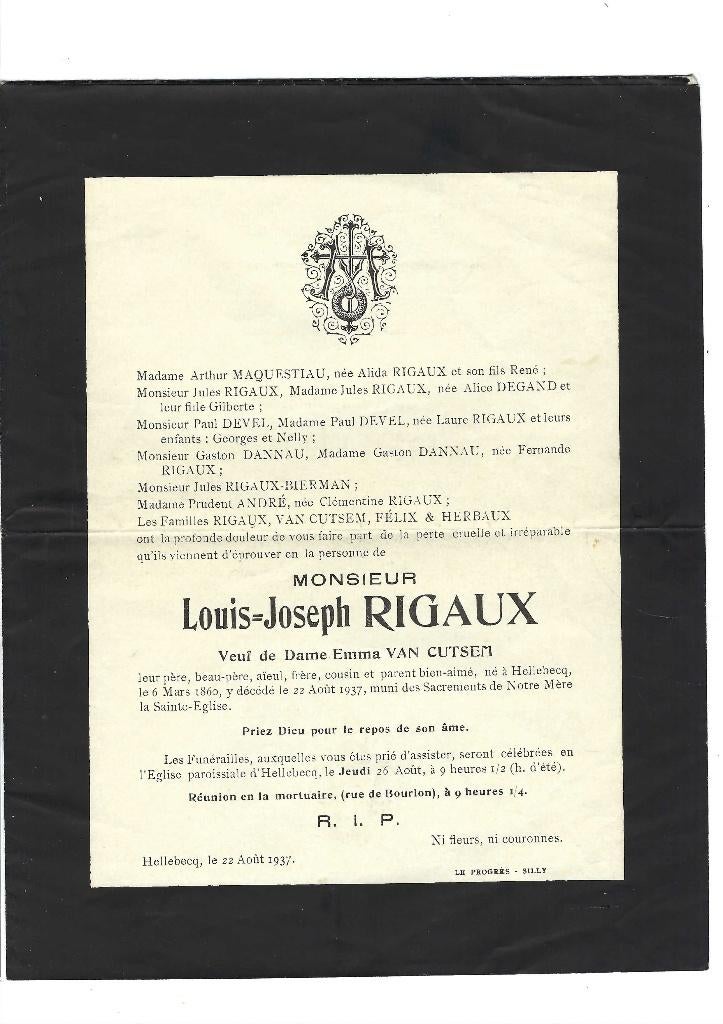 Madame Arthur MAQUESTIAU, née Alida RIGAUX et son fils René ;
Monsieur Jules RIGAUX, Madame Jules RIGAUX, née Alice DEGAND et
leur fille Gilberte ;
Monsieur Paul DEVEL, Madame Paul DEVEL, née Laure RIGAUX et leurs
enfants : Georges et Nelly ;
Monsieur Gaston DANNAU, Madame Gaston DANNAU, née Fernande
RIGAUX ;
Monsieur Jules RIGAUX-BIERMAN ;
Madame Prudent ANDRÉ, née Clémentine RIGAUX ;
Les Familles RIGAUX, VAN CUTSEM, FÉLIX & HERBAUX
ont la profonde douleur de vous faire part de la perte cruelle et irréparable
qu'ils viennent d'éprouver en la personne de
MONSIEUR
Louis=Joseph RIGAUX
Veuf de Dame Emma VAN CUTSEM
leur père, beau-père, aïeul, frère, cousin et parent bien-aimé, né à Hellebecq,
le 6 Mars 1860, y décédé le 22 Août 1937, muni des Sacrements de Notre Mère
la Sainte-Eglise.
Priez Dieu pour le repos de son âme.
Les Funérailles, auxquelles vous êtes prié d'assister, seront célébrées en
l'Eglise paroissiale d'Hellebecq, le Jeudi 26 Août, à 9 heures 1/2 (h. d'été).
Réunion en la mortuaire, (rue de Bourlon), à 9 heures 1/4.
R. I. P.
Ni fleurs, ni couronnes.
Hellebecq, le 22 Août 1937.
LE PROGRÈS - SILLY